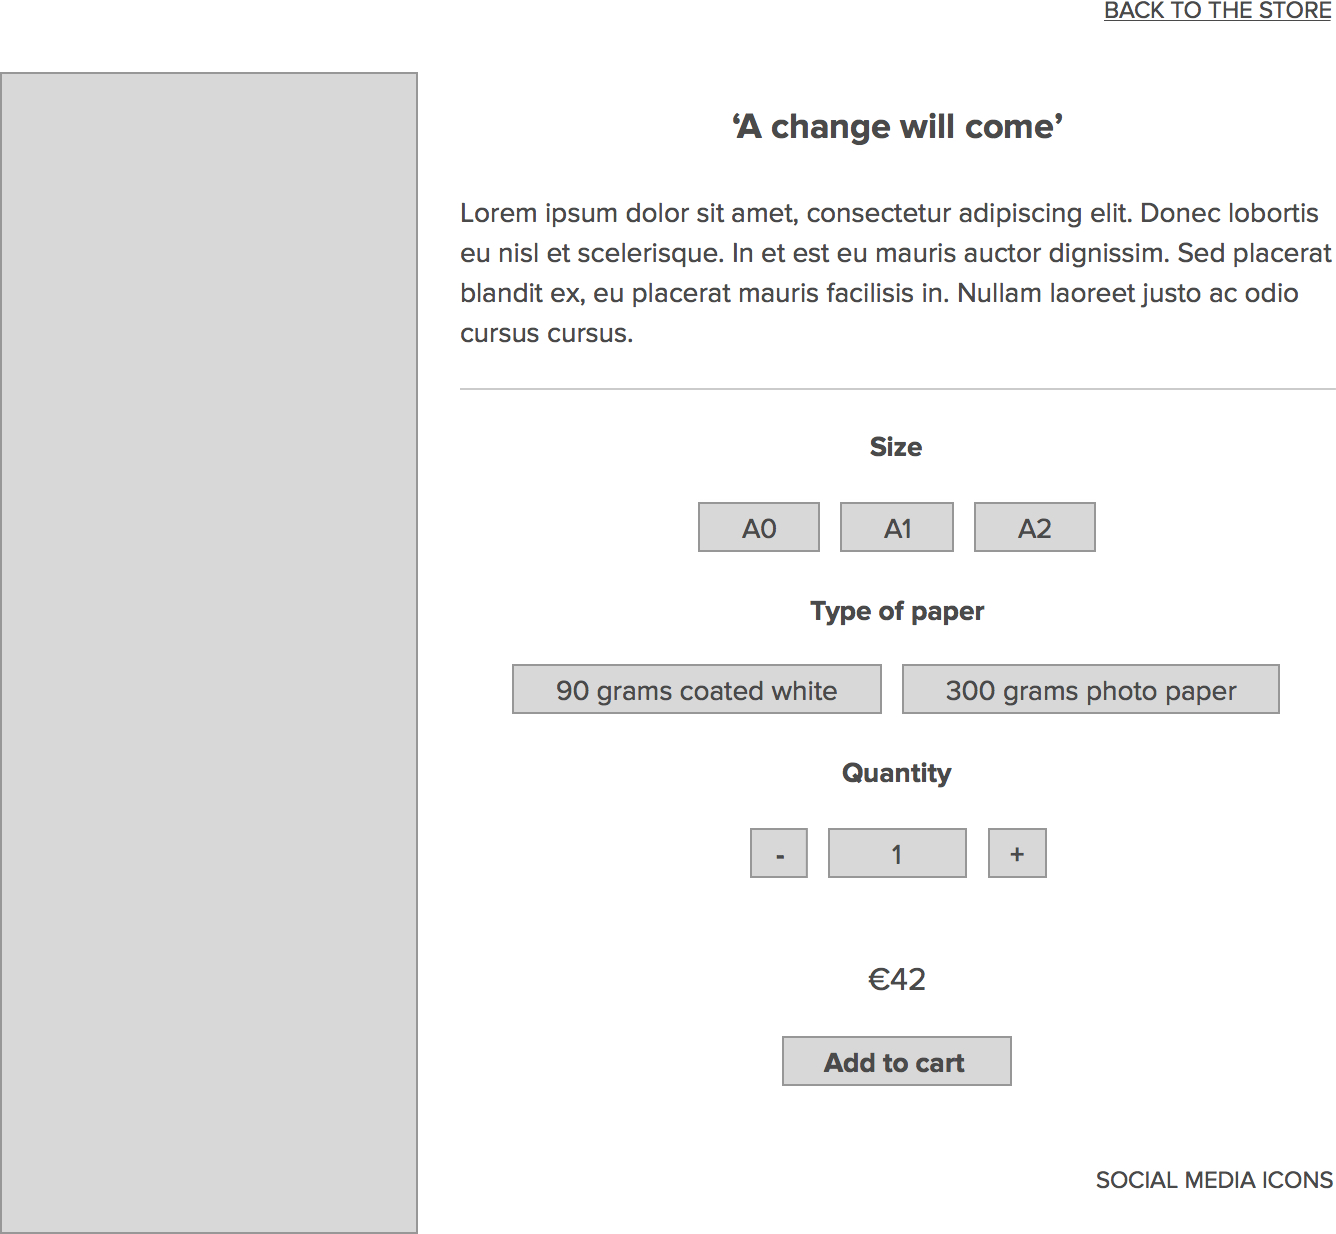 BACK TO THE STORE
‘A change will come’
Lorem ipsum dolor sit amet, consectetur adipiscing elit. Donec lobortis
eu nisl et scelerisque. In et est eu mauris auctor dignissim. Sed placerat
blandit ex, eu placerat mauris facilisis in. Nullam laoreet justo ac odio
cursus cursus.
Size
A0 A1 A2
Type of paper
90 grams coated white 300 grams photo paper
Quantity
- 1 +
€42
Add to cart
SOCIAL MEDIA ICONS